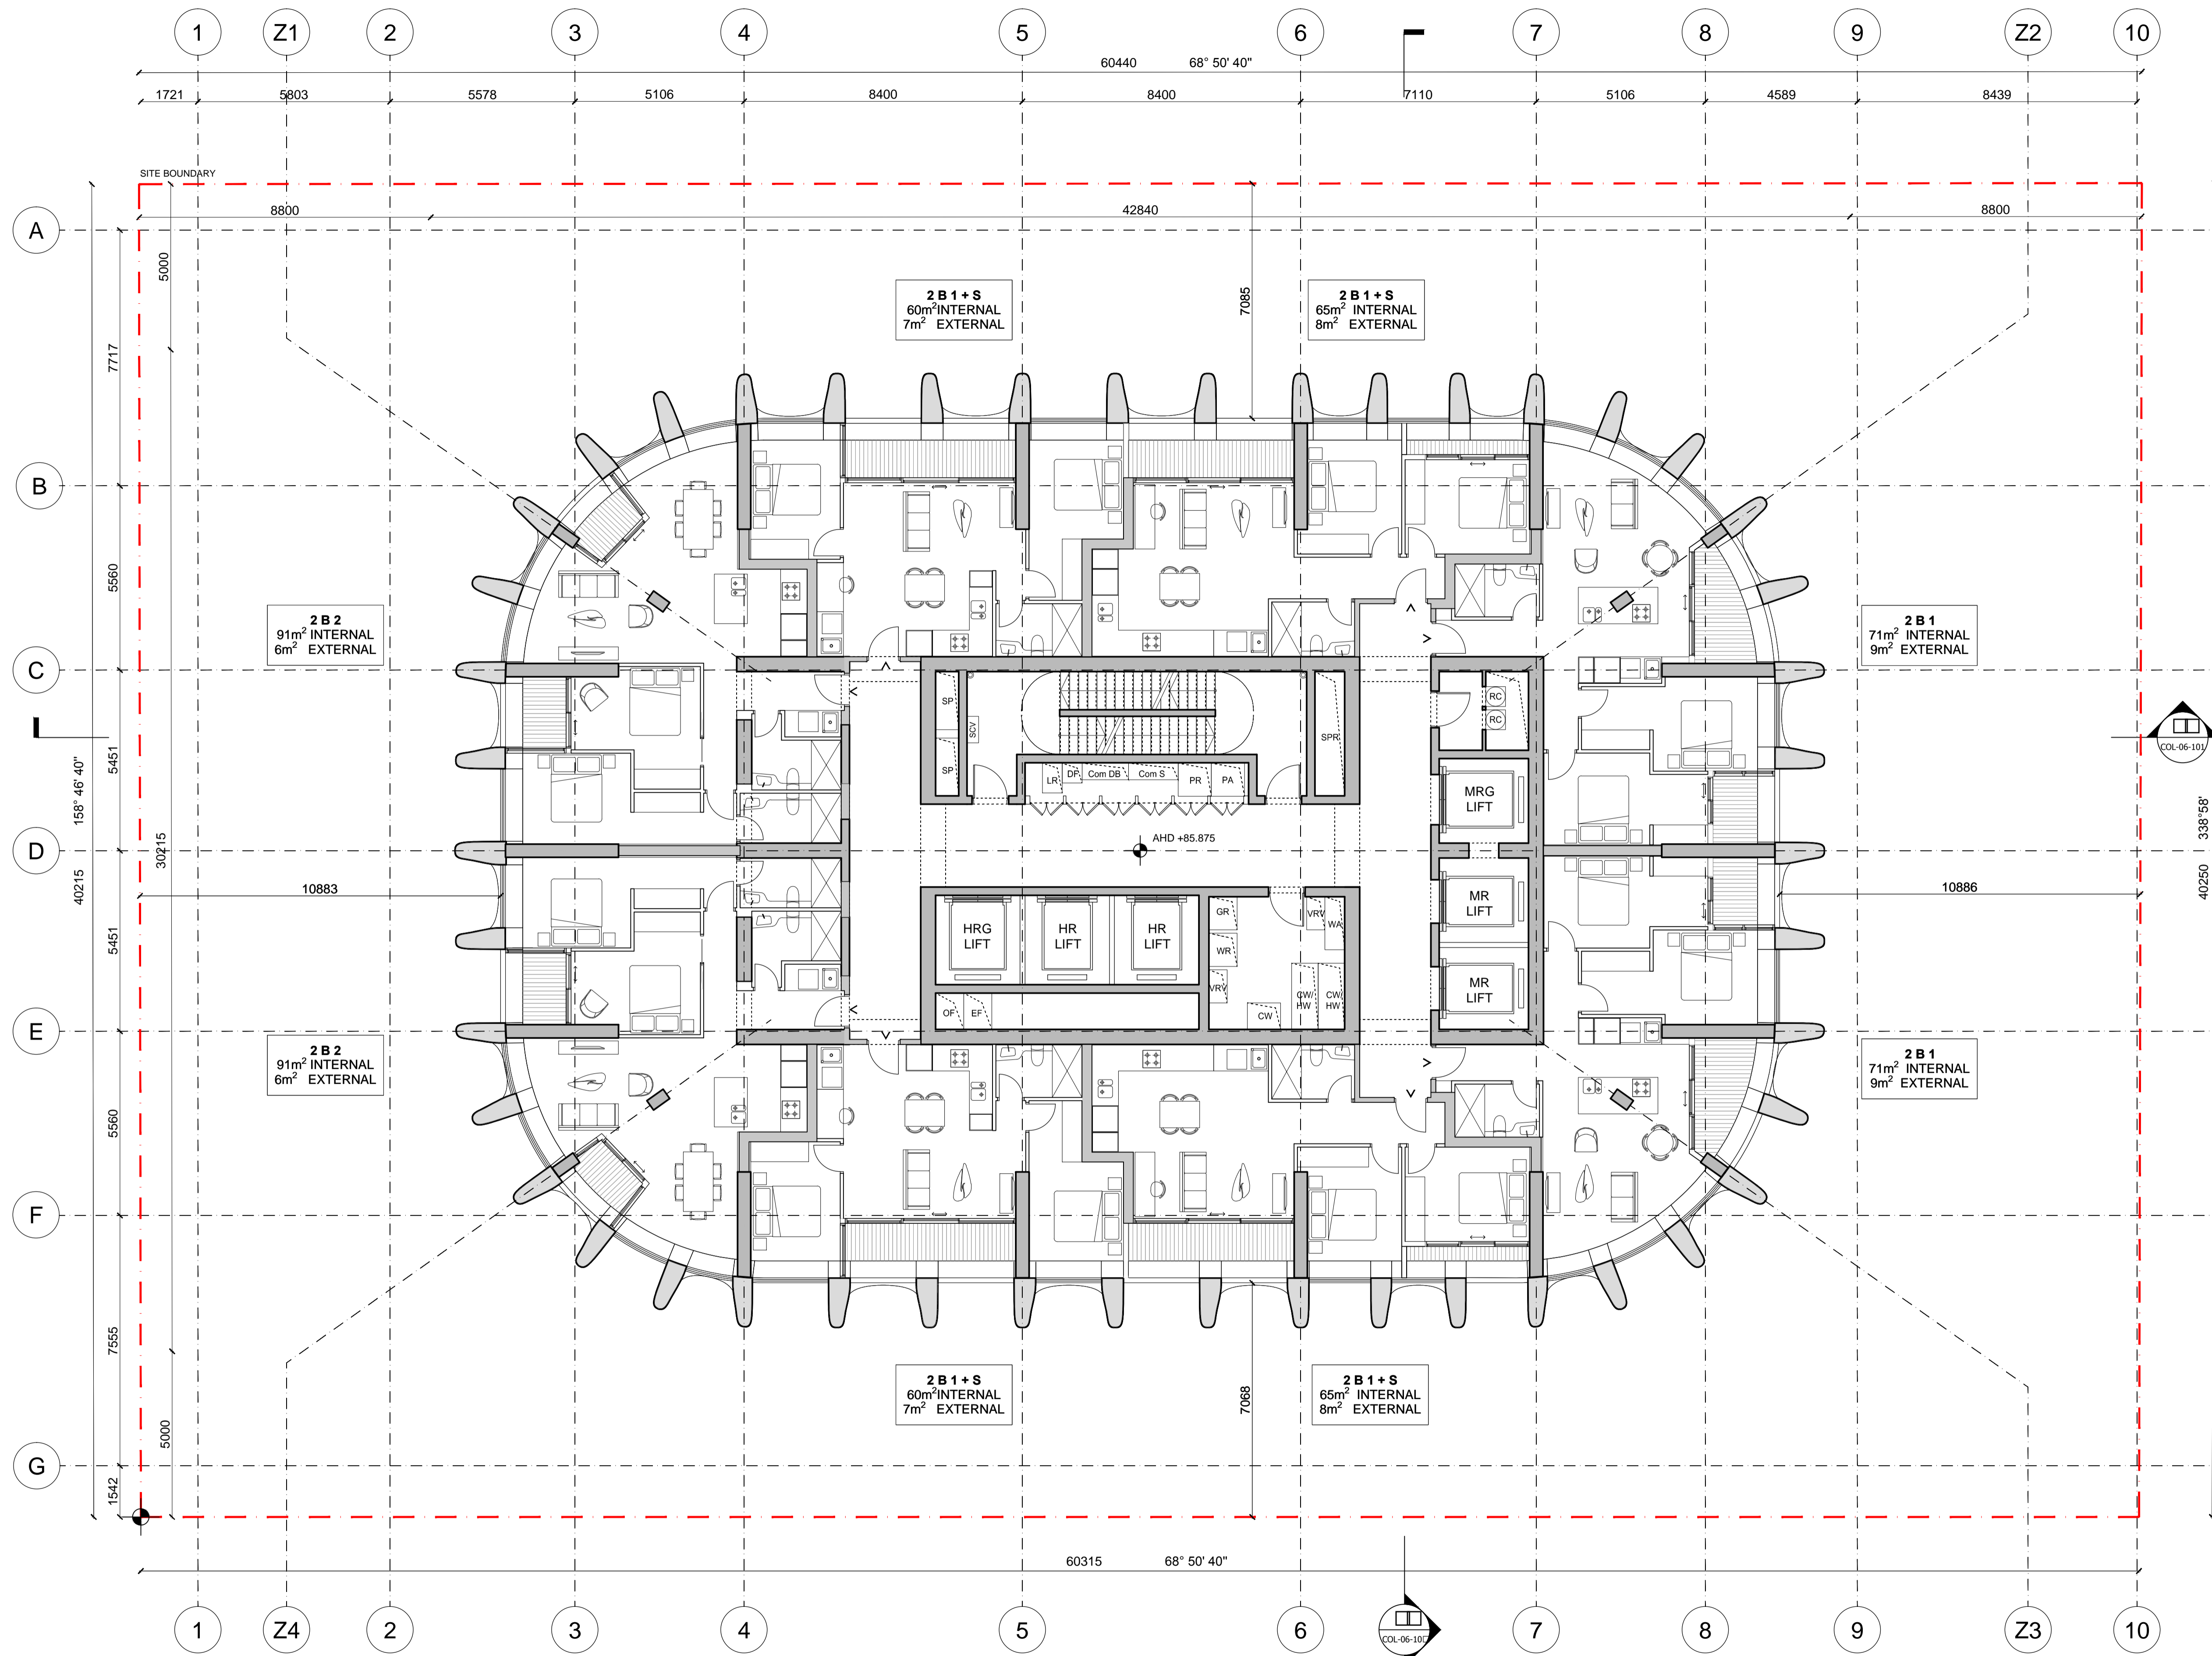 1 Z1 2 3 4 5 6 7 8 9 Z2 10
60440 68° 50' 40"
1721 5803 5578 5106 8400 8400 7110 5106 4589 8439
SITE BOUNDARY
8800 42840 8800
A
5000
7085
7717
2 B 1 + S
60m² INTERNAL
7m² EXTERNAL
2 B 1 + S
65m² INTERNAL
8m² EXTERNAL
B
5560
2 B 2
91m² INTERNAL
6m² EXTERNAL
2 B 1
71m² INTERNAL
9m² EXTERNAL
C
SP
SCV
SP
SPR
RC
RC
COL-06-101
5451
158° 46' 40"
LR DP Com DB Com S PR PA
MRG
LIFT
338°58'
D
AHD +85.875
30215
40215
10883
10886
40250
MR
LIFT
HRG
LIFT
HR
LIFT
HR
LIFT
GR
VRV
WA
WR
5451
VRV
CW/
HW
CW/
HW
CW
MR
LIFT
OF EF
E
2 B 2
91m² INTERNAL
6m² EXTERNAL
2 B 1
71m² INTERNAL
9m² EXTERNAL
5560
F
7555
2 B 1 + S
60m² INTERNAL
7m² EXTERNAL
7068
2 B 1 + S
65m² INTERNAL
8m² EXTERNAL
5000
G
1542
60315 68° 50' 40"
1 Z4 2 3 4 5 6 7 8 9 Z3 10